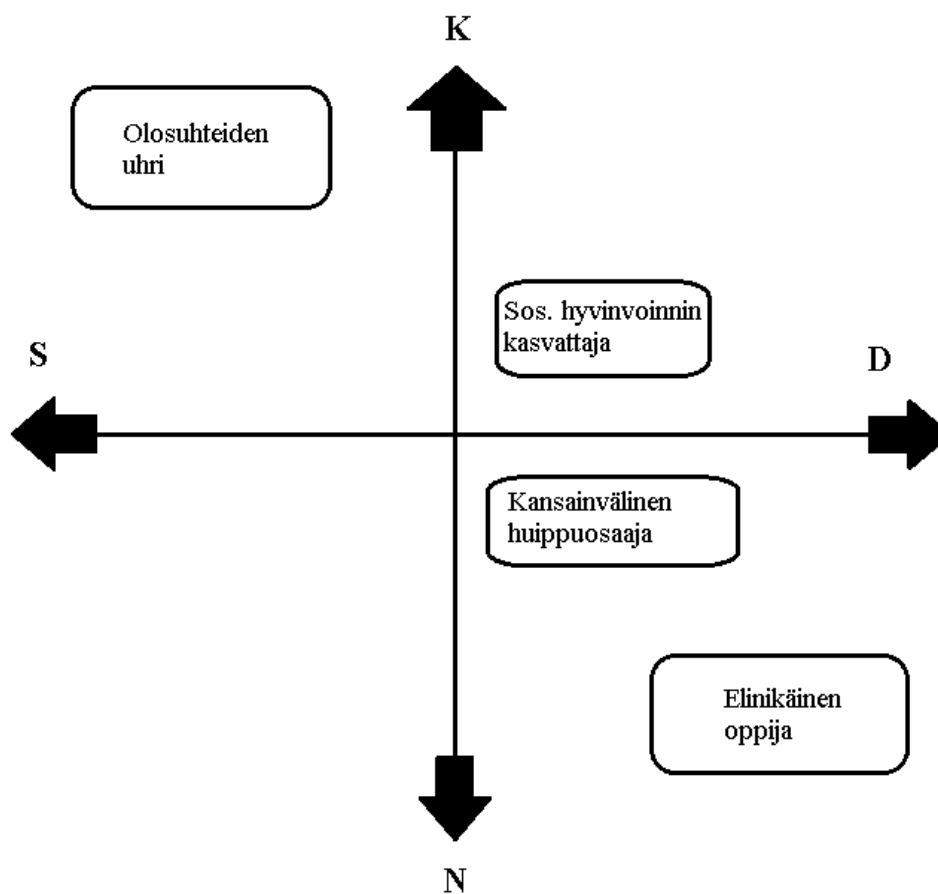 K
Olosuhteiden
uhri
Sos. hyvinvoinnin
kasvattaja
S
D
Kansainvälinen
huippuosaaja
Elinikäinen
oppija
N